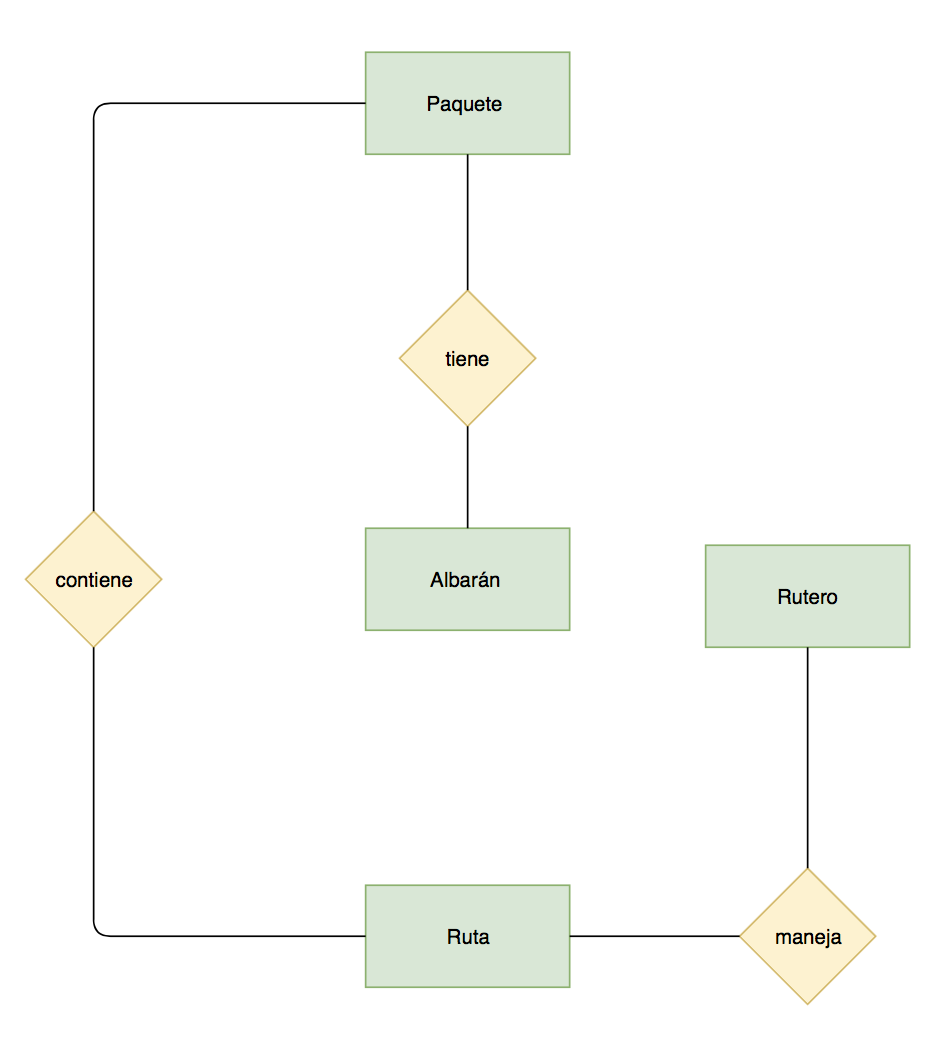 Paquete
tiene
contiene
Albarán
Rutero
Ruta
maneja